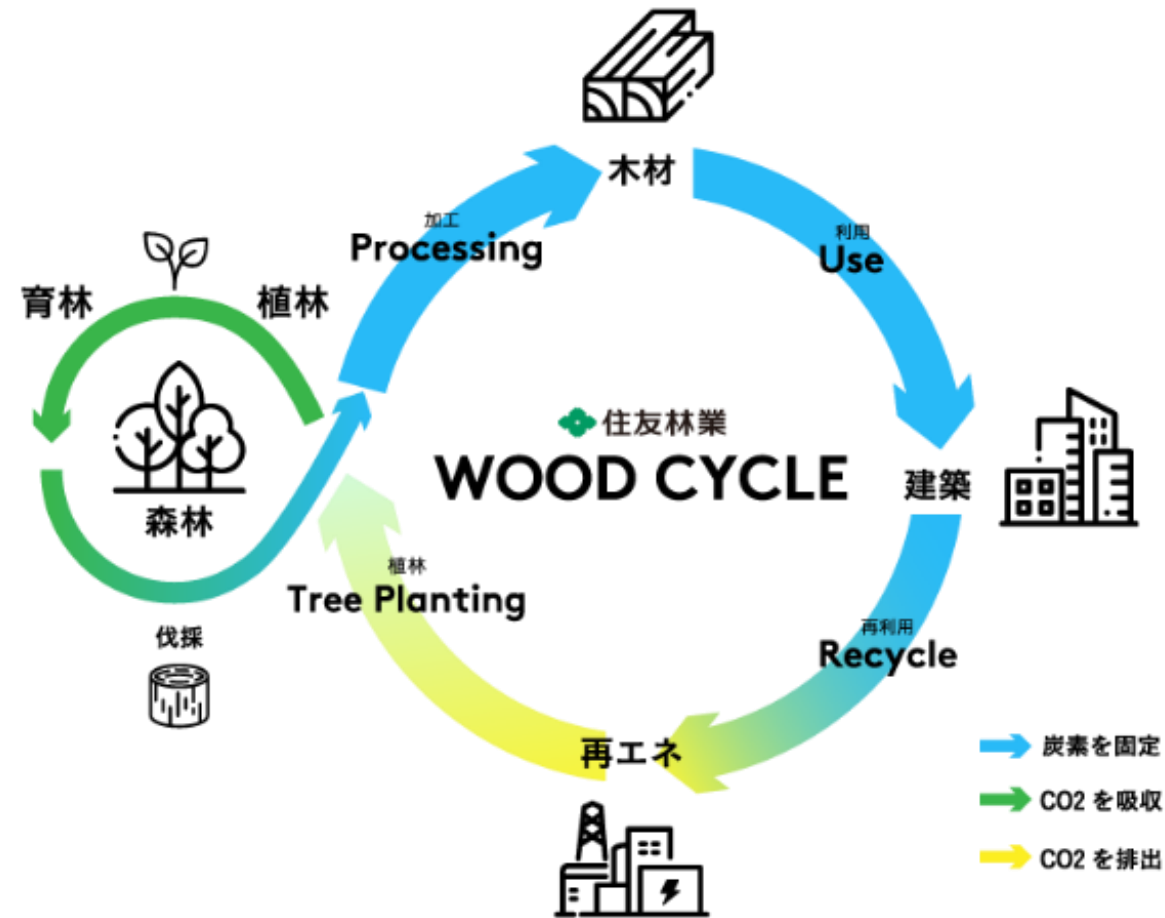 木材
加工
Processing
利用
Use
育林
植林
森林
伐採
住友林業
WOOD CYCLE
建築
植林
Tree Planting
再利用
Recycle
再エネ
炭素を固定
CO2 を吸収
CO2 を排出